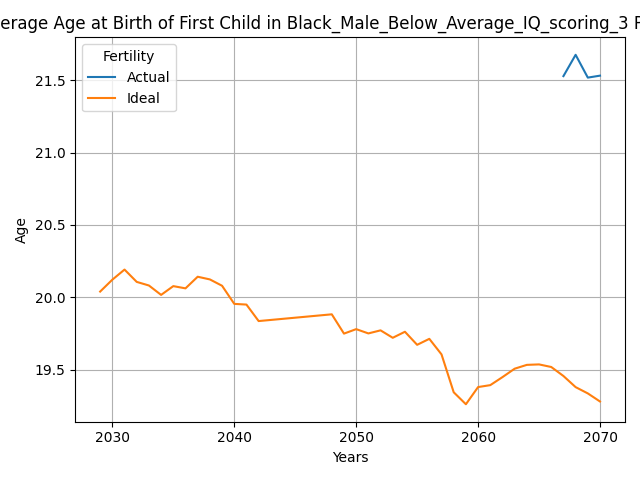 erage Age at Birth of First Child in Black_Male_Below_Average_IQ_scoring_3
Fertility
Actual
Ideal
21.5
21.0
20.5
20.0
19.5
Age
2030 2040 2050 2060 2070
Years